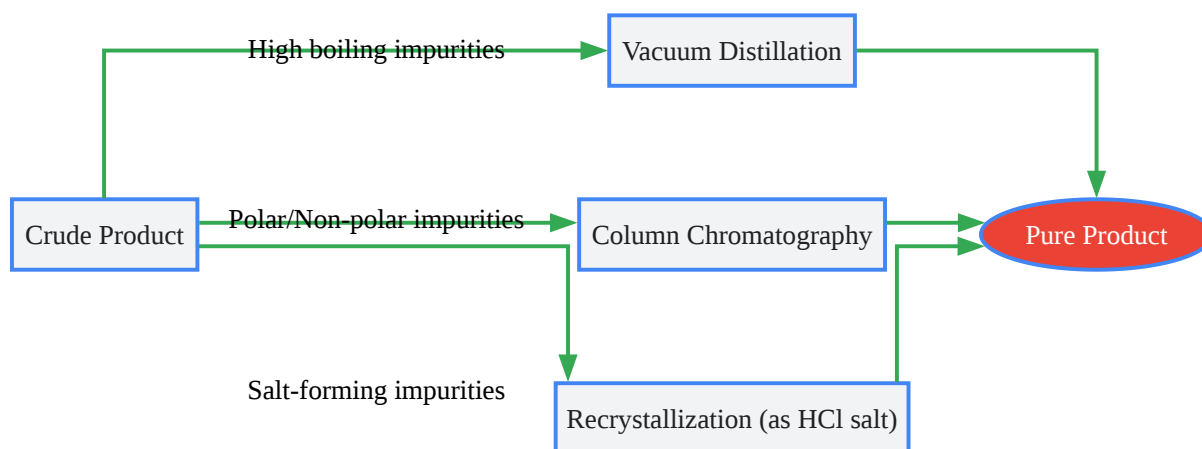 High boiling impurities
Vacuum Distillation
Crude Product
Polar/Non-polar impurities
Column Chromatography
Pure Product
Salt-forming impurities
Recrystallization (as HCl salt)